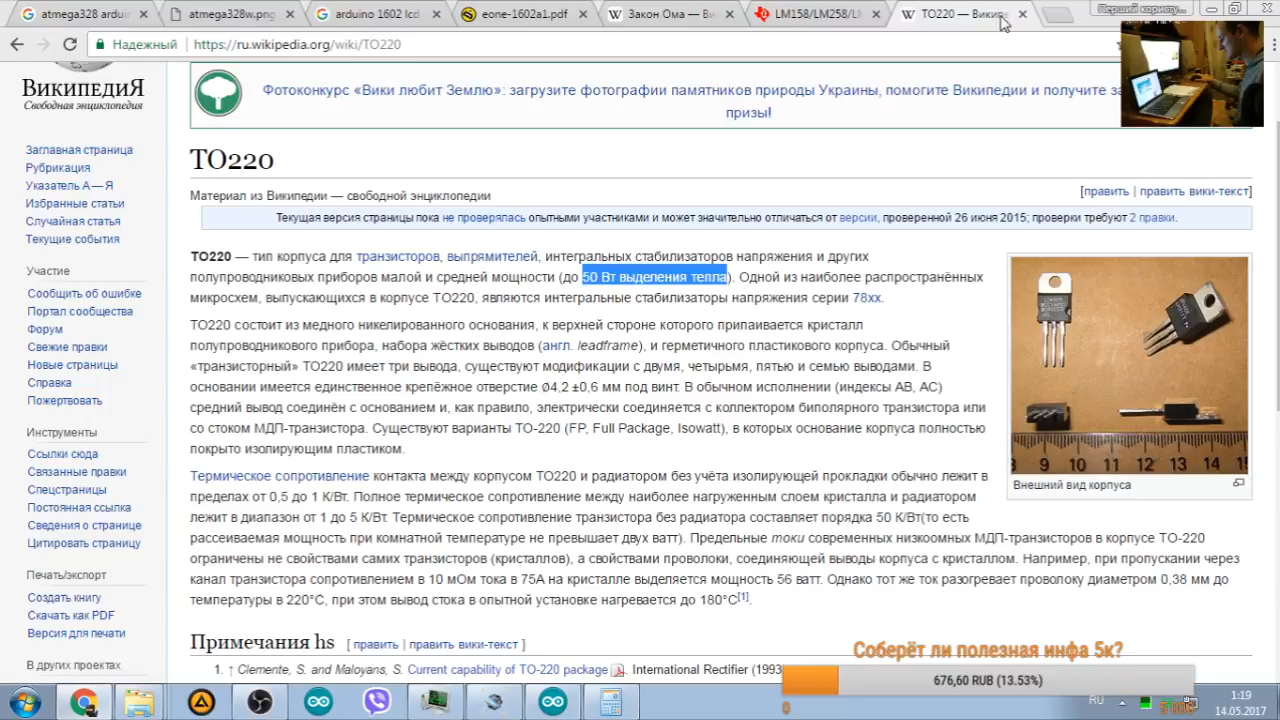 atmega328 ardui
atmega328w.png
arduino 1602 lcd
eone-1602a1.pdf
Закон Ома — Ви
LM158/LM258/LM
TO220 — Викип
Перший користу...
Надежный
https://ru.wikipedia.org/wiki/TO220
ВИКИПЕДИЯ
Свободная энциклопедия
Заглавная страница
Рубрикация
Указатель А — Я
Избранные статьи
Случайная статья
Текущие события
Участие
Сообщить об ошибке
Портал сообщества
Форум
Свежие правки
Новые страницы
Справка
Пожертвовать
Инструменты
Ссылки сюда
Связанные правки
Спецстраницы
Постоянная ссылка
Сведения о странице
Цитировать страницу
Печать/экспорт
Создать книгу
Скачать как PDF
Версия для печати
В других проектах
Фотоконкурс «Вики любит Землю»: загрузите фотографии памятников природы Украины, помогите Википедии и получите за
призы!
TO220
Материал из Википедии — свободной энциклопедии
[править | править вики-текст]
Текущая версия страницы пока не проверялась опытными участниками и может значительно отличаться от версии, проверенной 26 июня 2015; проверки требуют 2 правки.
TO220 — тип корпуса для транзисторов, выпрямителей, интегральных стабилизаторов напряжения и других
полупроводниковых приборов малой и средней мощности (до 50 Вт выделения тепла). Одной из наиболее распространённых
микросхем, выпускающихся в корпусе TO220, являются интегральные стабилизаторы напряжения серии 78xx.
TO220 состоит из медного никелированного основания, к верхней стороне которого припаивается кристалл
полупроводникового прибора, набора жёстких выводов (англ. leadframe), и герметичного пластикового корпуса. Обычный
«транзисторный» TO220 имеет три вывода, существуют модификации с двумя, четырьмя, пятью и семью выводами. В
основании имеется единственное крепёжное отверстие ⌀4,2 ±0,6 мм под винт. В обычном исполнении (индексы AB, AC)
средний вывод соединён с основанием и, как правило, электрически соединяется с коллектором биполярного транзистора или
со стоком МДП-транзистора. Существуют варианты TO-220 (FP, Full Package, Isowatt), в которых основание корпуса полностью
покрыто изолирующим пластиком.
8 9 10 11 12 13 14 15
Внешний вид корпуса
Термическое сопротивление контакта между корпусом TO220 и радиатором без учёта изолирующей прокладки обычно лежит в
пределах от 0,5 до 1 К/Вт. Полное термическое сопротивление между наиболее нагруженным слоем кристалла и радиатором
лежит в диапазон от 1 до 5 К/Вт. Термическое сопротивление транзистора без радиатора составляет порядка 50 К/Вт(то есть
рассеиваемая мощность при комнатной температуре не превышает двух ватт). Предельные токи современных низкоомных МДП-транзисторов в корпусе TO-220
ограничены не свойствами самих транзисторов (кристаллов), а свойствами проволоки, соединяющей выводы корпуса с кристаллом. Например, при пропускании через
канал транзистора сопротивлением в 10 мОм тока в 75А на кристалле выделяется мощность 56 ватт. Однако тот же ток разогревает проволоку диаметром 0,38 мм до
температуры в 220°C, при этом вывод стока в опытной установке нагревается до 180°C[1].
Примечания hs [ править | править вики-текст ]
1. ↑ Clemente, S. and Maloyans, S. Current capability of TO-220 package. International Rectifier (1993
Соберёт ли полезная инфа 5к?
676,60 RUB (13.53%)
0
RU
1:19
14.05.2017